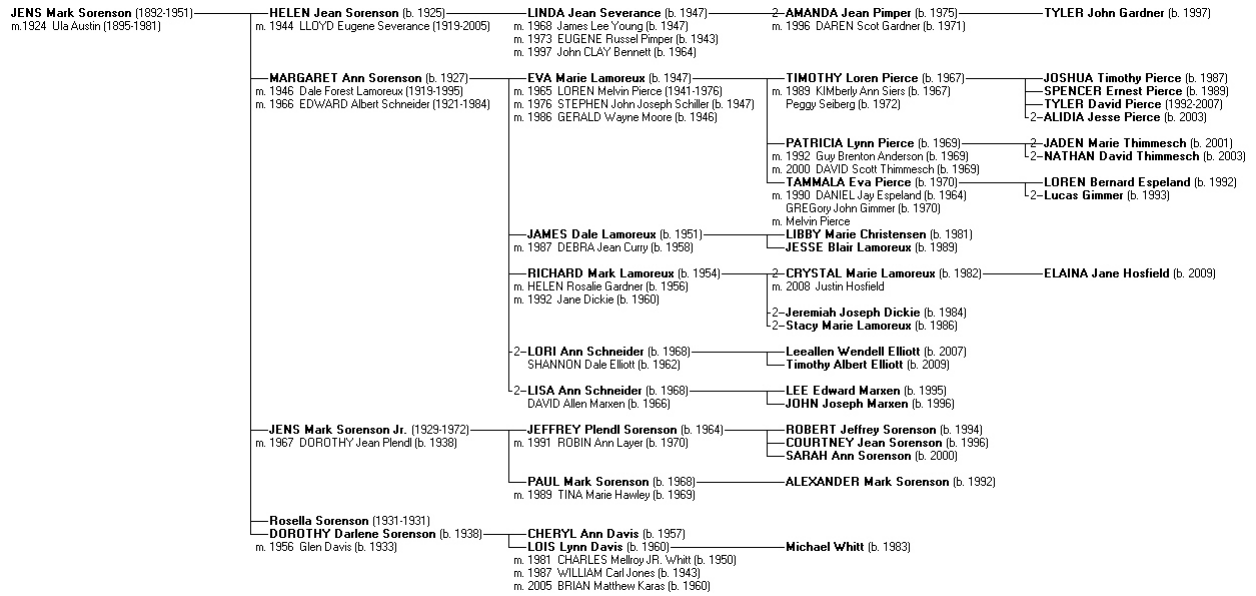 JENS Mark Sorenson (1892-1951)
m.1924 Ula Austin (1895-1981)
HELEN Jean Sorenson (b. 1925)
m. 1944 LLOYD Eugene Severance (1919-2005)
LINDA Jean Severance (b. 1947)
m. 1968 James Lee Young (b. 1947)
m. 1973 EUGENE Russel Pimper (b. 1943)
m. 1997 John CLAY Bennett (b. 1964)
2- AMANDA Jean Pimper (b. 1975)
m. 1996 DAREN Scot Gardner (b. 1971)
TYLER John Gardner (b. 1997)
MARGARET Ann Sorenson (b. 1927)
m. 1946 Dale Forest Lamoreux (1919-1995)
m. 1966 EDWARD Albert Schneider (1921-1984)
EVA Marie Lamoreux (b. 1947)
m. 1965 LOREN Melvin Pierce (1941-1976)
m. 1976 STEPHEN John Joseph Schiller (b. 1947)
m. 1986 GERALD Wayne Moore (b. 1946)
TIMOTHY Loren Pierce (b. 1967)
m. 1989 KIMberly Ann Siers (b. 1967)
Peggy Seiberg (b. 1972)
JOSHUA Timothy Pierce (b. 1987)
SPENCER Ernest Pierce (b. 1989)
TYLER David Pierce (1992-2007)
2-ALIDIA Jesse Pierce (b. 2003)
PATRICIA Lynn Pierce (b. 1969)
m. 1992 Guy Brenton Anderson (b. 1969)
m. 2000 DAVID Scott Thimmesch (b. 1969)
2-JADEN Marie Thimmesch (b. 2001)
2-NATHAN David Thimmesch (b. 2003)
TAMMALA Eva Pierce (b. 1970)
m. 1990 DANIEL Jay Espeland (b. 1964)
GREGory John Gimmer (b. 1970)
m. Melvin Pierce
LOREN Bernard Espeland (b. 1992)
2-Lucas Gimmer (b. 1993)
JAMES Dale Lamoreux (b. 1951)
m. 1987 DEBRA Jean Curry (b. 1958)
LIBBY Marie Christensen (b. 1981)
JESSE Blair Lamoreux (b. 1989)
RICHARD Mark Lamoreux (b. 1954)
m. HELEN Rosalie Gardner (b. 1956)
m. 1992 Jane Dickie (b. 1960)
2-CRYSTAL Marie Lamoreux (b. 1982)
m. 2008 Justin Hosfield
ELAINA Jane Hosfield (b. 2009)
2-Jeremiah Joseph Dickie (b. 1984)
2-Stacy Marie Lamoreux (b. 1986)
2-LORI Ann Schneider (b. 1968)
SHANNON Dale Elliott (b. 1962)
Leeallen Wendell Elliott (b. 2007)
Timothy Albert Elliott (b. 2009)
2-LISA Ann Schneider (b. 1968)
DAVID Allen Marxen (b. 1966)
LEE Edward Marxen (b. 1995)
JOHN Joseph Marxen (b. 1996)
JENS Mark Sorenson Jr. (1929-1972)
m. 1967 DOROTHY Jean Plendl (b. 1938)
JEFFREY Plendl Sorenson (b. 1964)
m. 1991 ROBIN Ann Layer (b. 1970)
ROBERT Jeffrey Sorenson (b. 1994)
COURTNEY Jean Sorenson (b. 1996)
SARAH Ann Sorenson (b. 2000)
PAUL Mark Sorenson (b. 1968)
m. 1989 TINA Marie Hawley (b. 1969)
ALEXANDER Mark Sorenson (b. 1992)
Rosella Sorenson (1931-1931)
DOROTHY Darlene Sorenson (b. 1938)
m. 1956 Glen Davis (b. 1933)
CHERYL Ann Davis (b. 1957)
LOIS Lynn Davis (b. 1960)
m. 1981 CHARLES Mellroy JR. Whitt (b. 1950)
m. 1987 WILLIAM Carl Jones (b. 1943)
m. 2005 BRIAN Matthew Karas (b. 1960)
Michael Whitt (b. 1983)